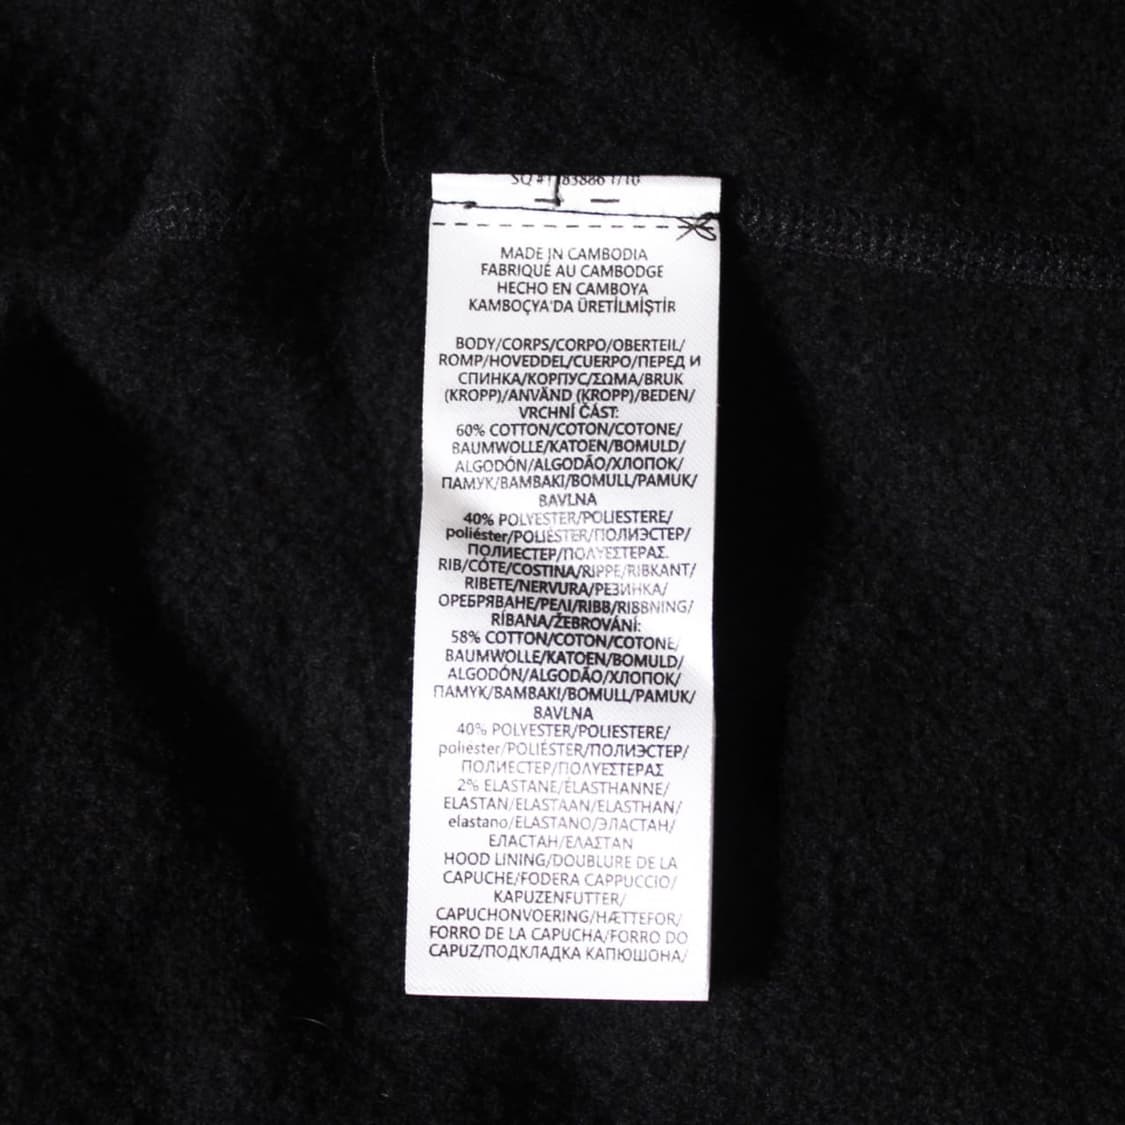 MADE IN CAMBODIA
FABRIQUÉ AU CAMBODGE
HECHO EN CAMBOYA
KAMBOÇYA'DA ÜRETİLMİŞTİR
BODY/CORPS/CORPO/OBERTEIL/
ROMP/HOVEDDEL/CUERPO/ПЕРЕД И
СПИНКА/КОРПУС/ΣΩΜΑ/BRUK
(KROPP)/ANVÄND (KROPP)/BEDEN/
VRCHNÍ ČÁST:
60% COTTON/COTON/COTONE/
BAUMWOLLE/KATOEN/BOMULD/
ALGODÓN/ALGODÃO/ХЛОПОК/
ПАМУК/ΒΑΜΒΑΚΙ/BOMULL/PAMUK/
BAVLNA
40% POLYESTER/POLIESTERE/
poliéster/POLIÉSTER/ПОЛИЭСТЕР/
ПОЛИЕСТЕР/ΠΟΛΥΕΣΤΕΡΑΣ.
RIB/CÔTE/COSTINA/RIPPE/RIBKANT/
RIBETE/NERVURA/РЕЗИНКА/
ОРЕБРЯВАНЕ/ΡΕΛΙ/RIBB/RIBBNING/
RİBANA/ŽEBROVÁNÍ:
58% COTTON/COTON/COTONE/
BAUMWOLLE/KATOEN/BOMULD/
ALGODÓN/ALGODÃO/ХЛОПОК/
ПАМУК/ΒΑΜΒΑΚΙ/BOMULL/PAMUK/
BAVLNA
40% POLYESTER/POLIESTERE/
poliéster/POLIÉSTER/ПОЛИЭСТЕР/
ПОЛИЕСТЕР/ΠΟΛΥΕΣΤΕΡΑΣ
2% ELASTANE/ÉLASTHANNE/
ELASTAN/ELASTAAN/ELASTHAN/
elastano/ELASTANO/ЭЛАСТАН/
ЕЛАСТАН/ΕΛΑΣΤΑΝ
HOOD LINING/DOUBLURE DE LA
CAPUCHE/FODERA CAPPUCCIO/
KAPUZENFUTTER/
CAPUCHONVOERING/HÆTTEFOR/
FORRO DE LA CAPUCHA/FORRO DO
CAPUZ/ПОДКЛАДКА КАПЮШОНА/